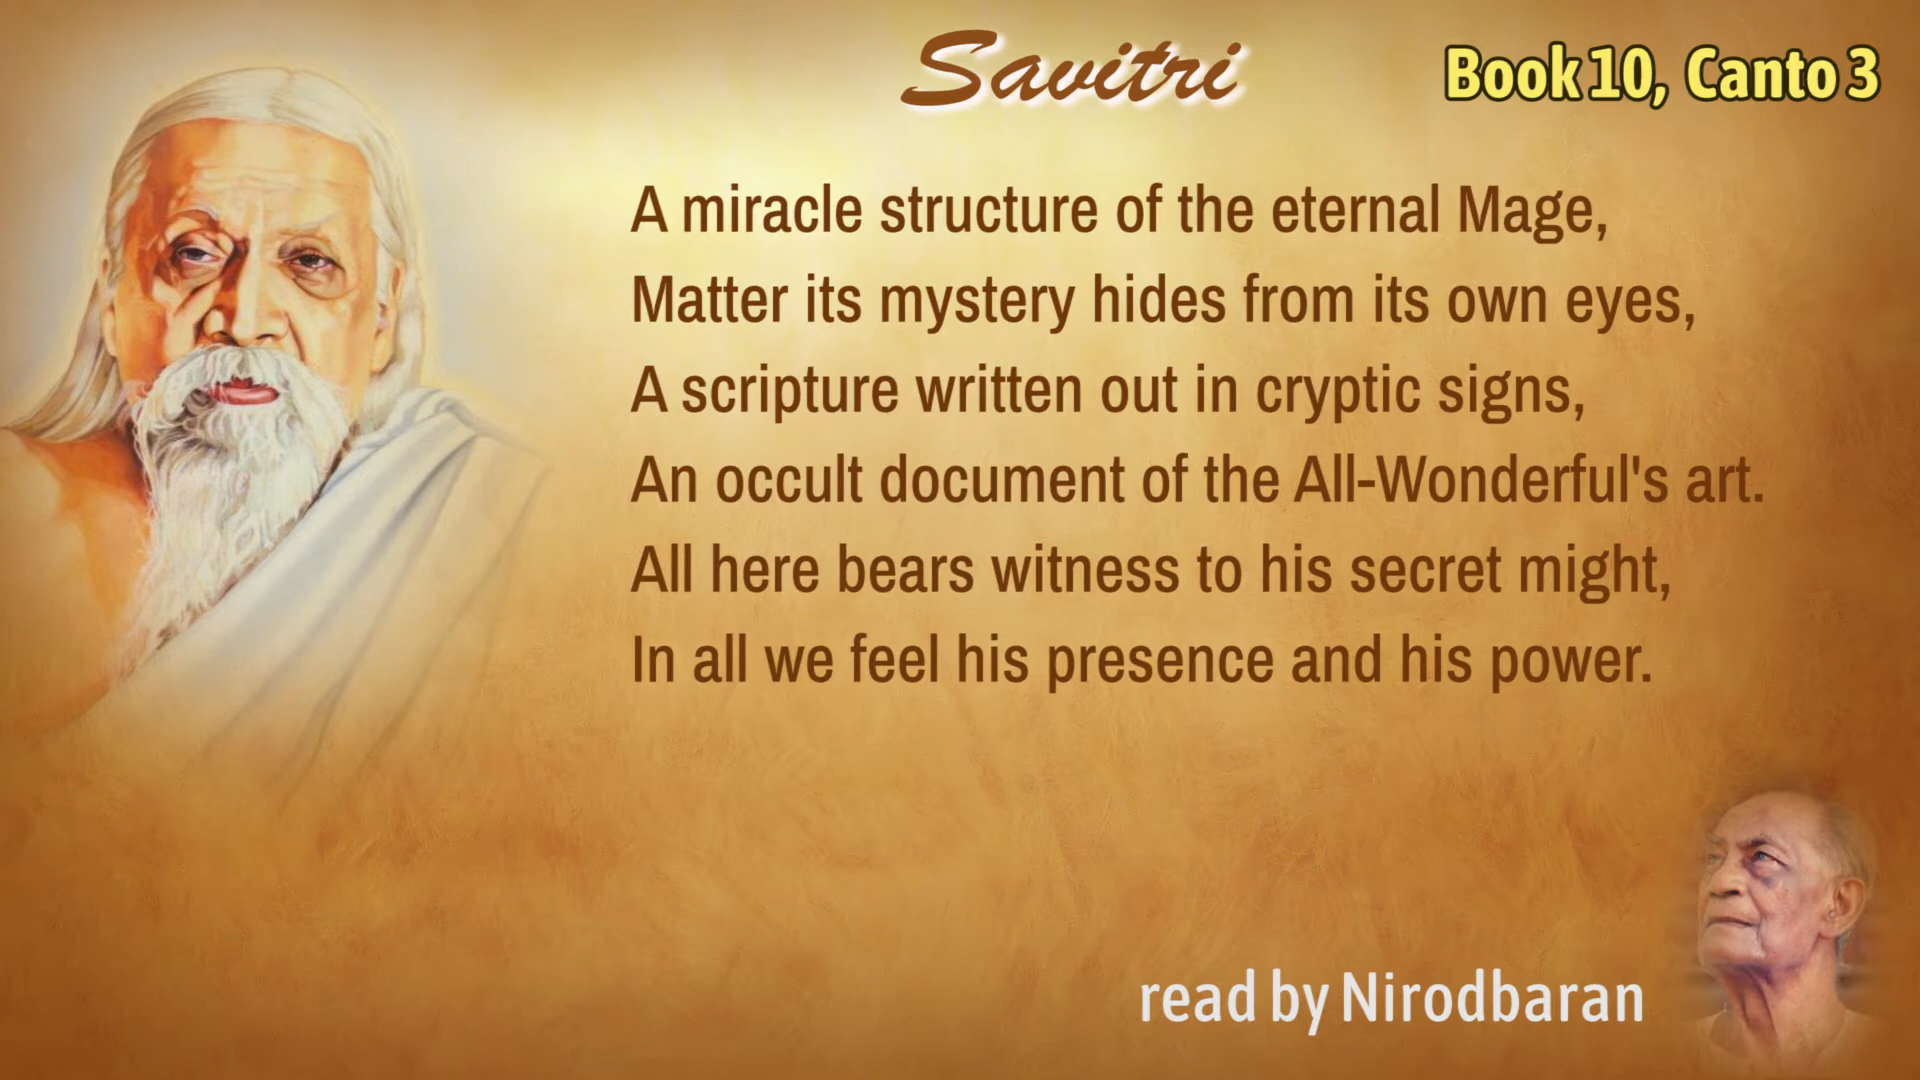 Savitri
Book 10, Canto 3
A miracle structure of the eternal Mage,
Matter its mystery hides from its own eyes,
A scripture written out in cryptic signs,
An occult document of the All-Wonderful's art.
All here bears witness to his secret might,
In all we feel his presence and his power.
read by Nirodbaran